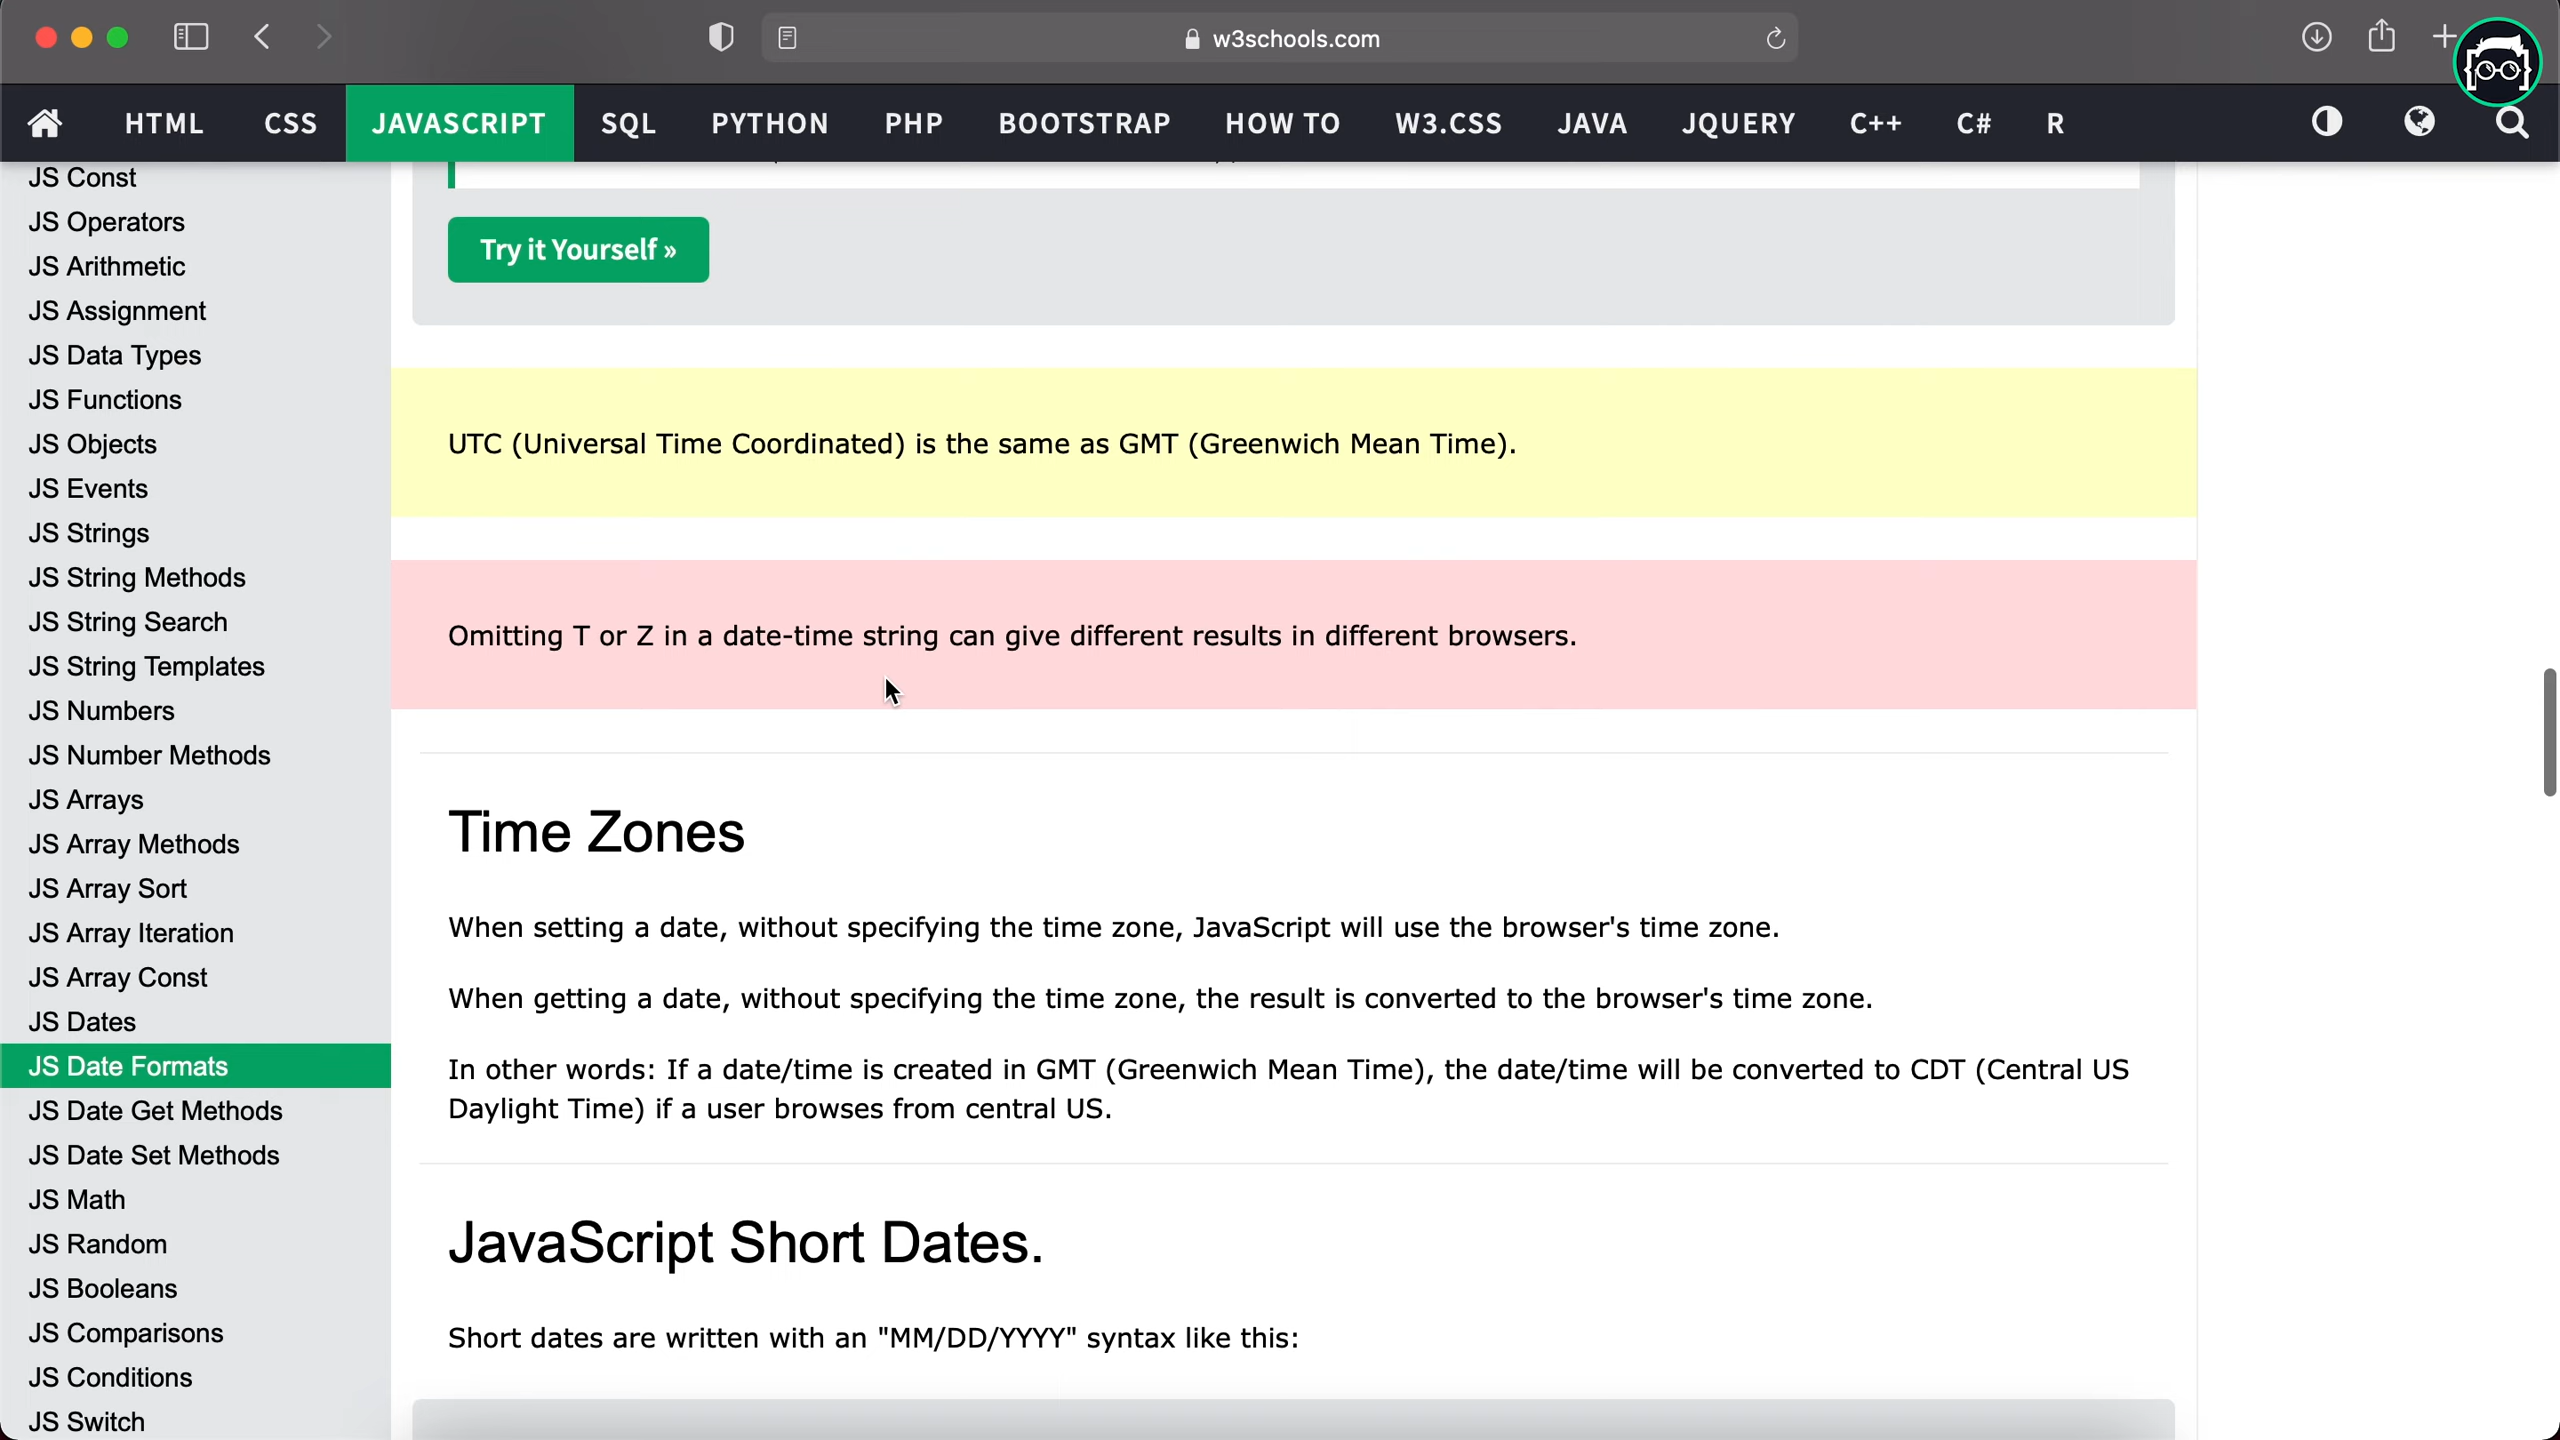 w3schools.com
HTML CSS JAVASCRIPT SQL PYTHON PHP BOOTSTRAP HOW TO W3.CSS JAVA JQUERY C++ C# R
JS Const
JS Operators
JS Arithmetic
JS Assignment
JS Data Types
JS Functions
JS Objects
JS Events
JS Strings
JS String Methods
JS String Search
JS String Templates
JS Numbers
JS Number Methods
JS Arrays
JS Array Methods
JS Array Sort
JS Array Iteration
JS Array Const
JS Dates
JS Date Formats
JS Date Get Methods
JS Date Set Methods
JS Math
JS Random
JS Booleans
JS Comparisons
JS Conditions
JS Switch
Try it Yourself »
UTC (Universal Time Coordinated) is the same as GMT (Greenwich Mean Time).
Omitting T or Z in a date-time string can give different results in different browsers.
Time Zones
When setting a date, without specifying the time zone, JavaScript will use the browser's time zone.
When getting a date, without specifying the time zone, the result is converted to the browser's time zone.
In other words: If a date/time is created in GMT (Greenwich Mean Time), the date/time will be converted to CDT (Central US
Daylight Time) if a user browses from central US.
JavaScript Short Dates.
Short dates are written with an "MM/DD/YYYY" syntax like this: